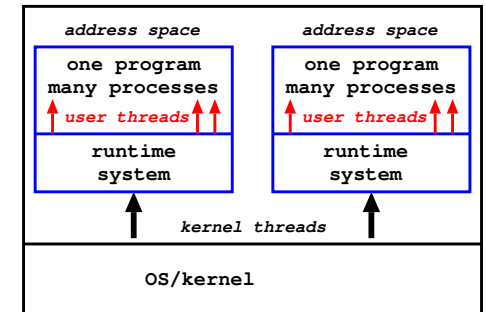 address space
address space
one program
many processes
user threads
runtime
system
one program
many processes
user threads
runtime
system
kernel threads
OS/kernel